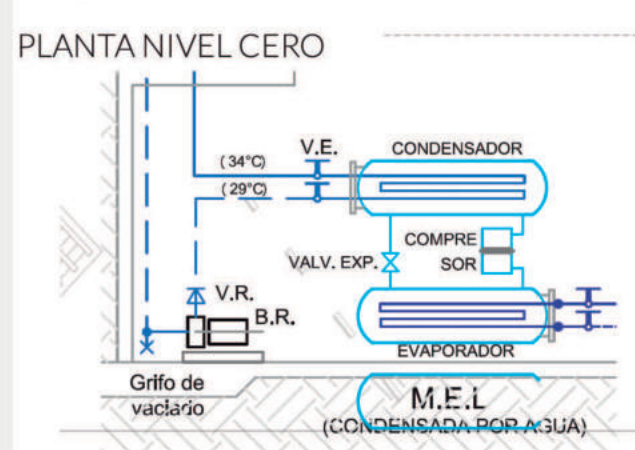 PLANTA NIVEL CERO
V.E.
CONDENSADOR
(34°C)
(29°C)
COMPRE
SOR
VALV. EXP.
V.R.
B.R.
EVAPORADOR
Grifo de
vaciado
M.E.L
(CONDENSADA POR AGUA)